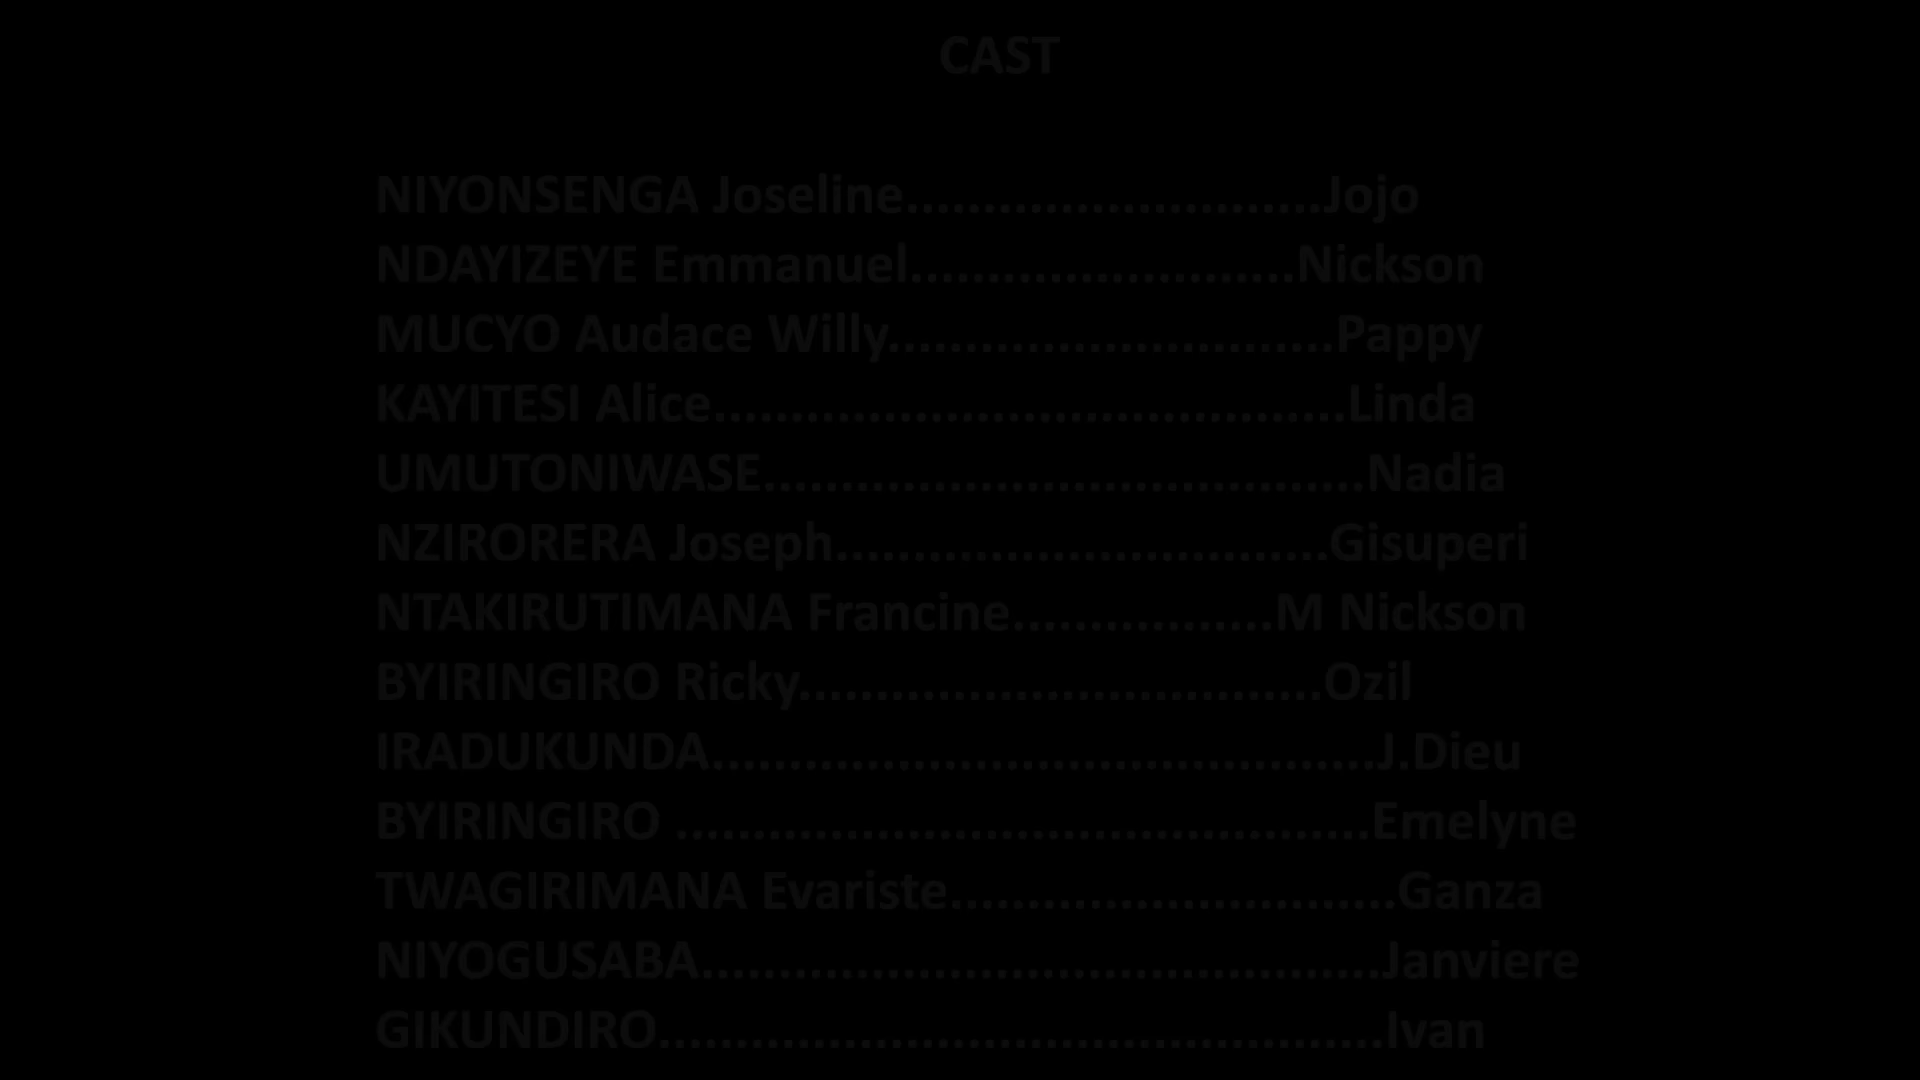 CAST
NIYONSENGA Joseline...........................Jojo
NDAYIZEYE Emmanuel.........................Nickson
MUCYO Audace Willy.............................Pappy
KAYITESI Alice.........................................Linda
UMUTONIWASE.......................................Nadia
NZIRORERA Joseph................................Gisuperi
NTAKIRUTIMANA Francine.................M Nickson
BYIRINGIRO Ricky..................................Ozil
IRADUKUNDA...........................................J.Dieu
BYIRINGIRO .............................................Emelyne
TWAGIRIMANA Evariste.............................Ganza
NIYOGUSABA............................................Janviere
GIKUNDIRO...............................................Ivan